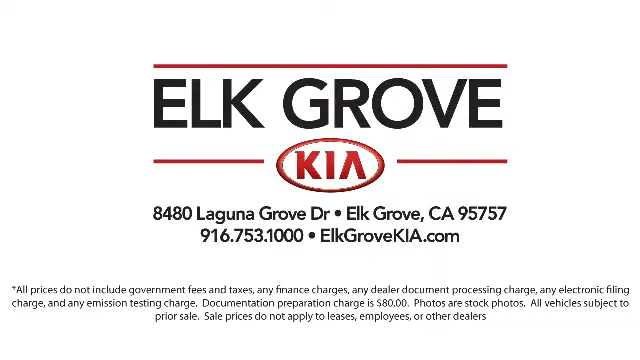 ELK GROVE
KIA
8480 Laguna Grove Dr • Elk Grove, CA 95757
916.753.1000 • ElkGroveKIA.com
*All prices do not include government fees and taxes, any finance charges, any dealer document processing charge, any electronic filing
charge, and any emission testing charge.  Documentation preparation charge is $80.00.  Photos are stock photos.  All vehicles subject to
prior sale.  Sale prices do not apply to leases, employees, or other dealers